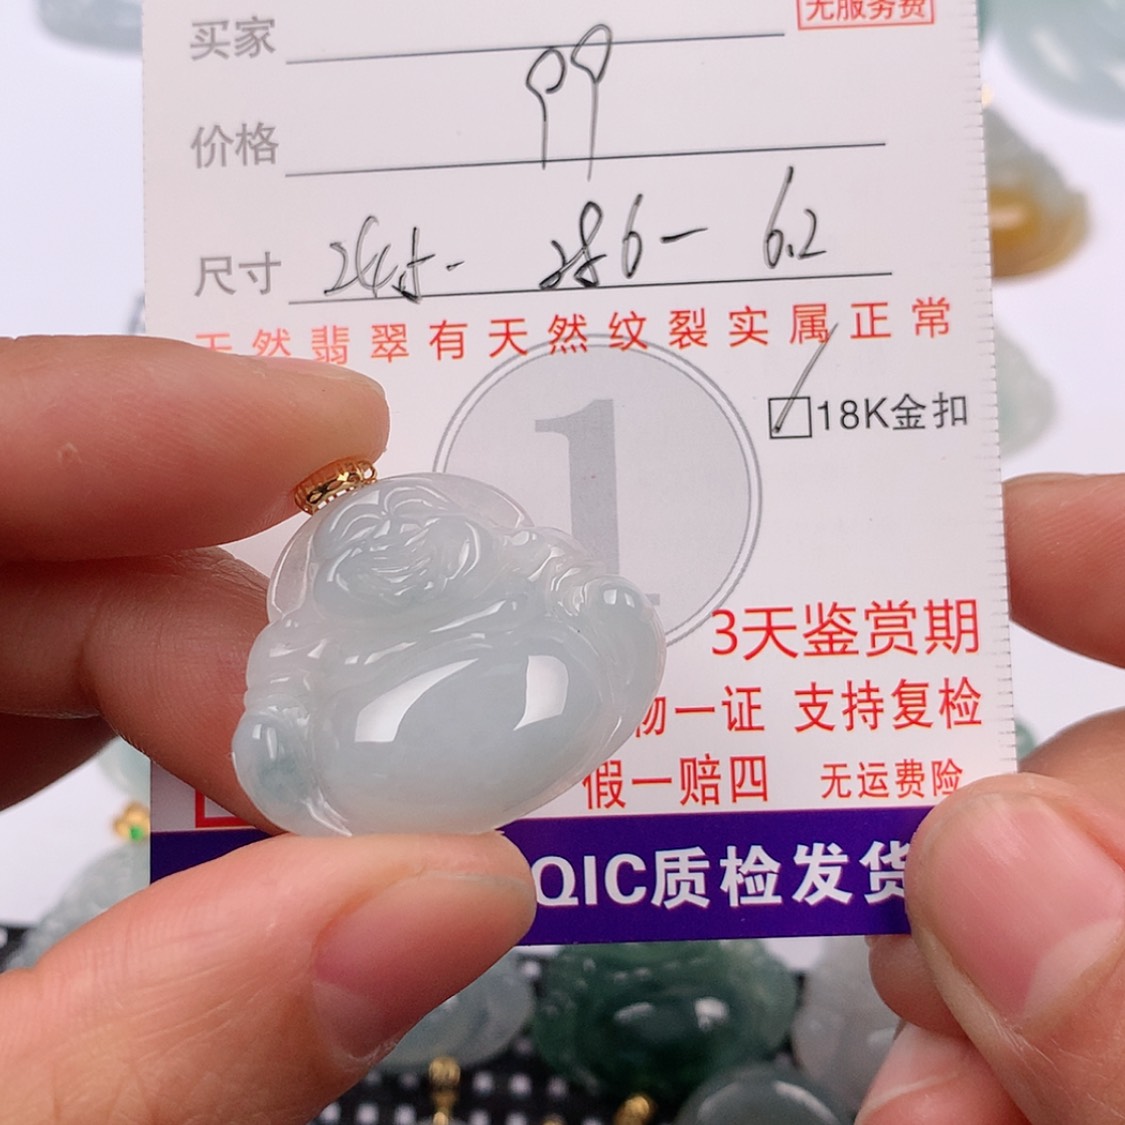 无服务费
买家
价格 99
尺寸 24.5- 28.6- 6.2
天然翡翠有天然纹裂实属正常
1
18K金扣
3天鉴赏期
物一证 支持复检
假一赔四 无运费险
QIC质检发货